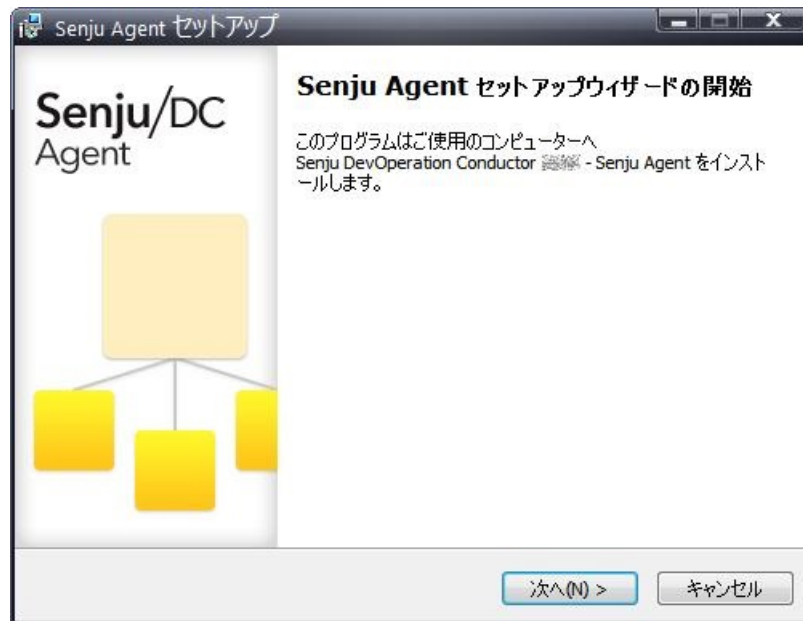 Senju Agent セットアップ
Senju/DC
Agent
Senju Agent セットアップウィザードの開始
このプログラムはご使用のコンピューターへ
Senju DevOperation Conductor - Senju Agent をインスト
ールします。
次へ(N) >
キャンセル